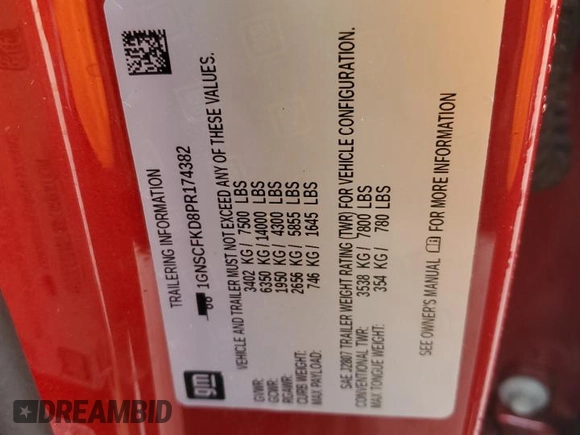 TRAILERING INFORMATION
1GNSCFKD8PR174382
VEHICLE AND TRAILER MUST NOT EXCEED ANY OF THESE VALUES.
GVWR: 3402 KG / 7500 LBS
GCWR: 6350 KG / 14000 LBS
RGAWR: 1950 KG / 4300 LBS
CURB WEIGHT: 2656 KG / 5855 LBS
MAX PAYLOAD: 746 KG / 1645 LBS
SAE J2807 TRAILER WEIGHT RATING (TWR) FOR VEHICLE CONFIGURATION.
CONVENTIONAL TWR: 3538 KG / 7800 LBS
MAX TONGUE WEIGHT: 354 KG / 780 LBS
SEE OWNER'S MANUAL FOR MORE INFORMATION
gm
DREAMBID